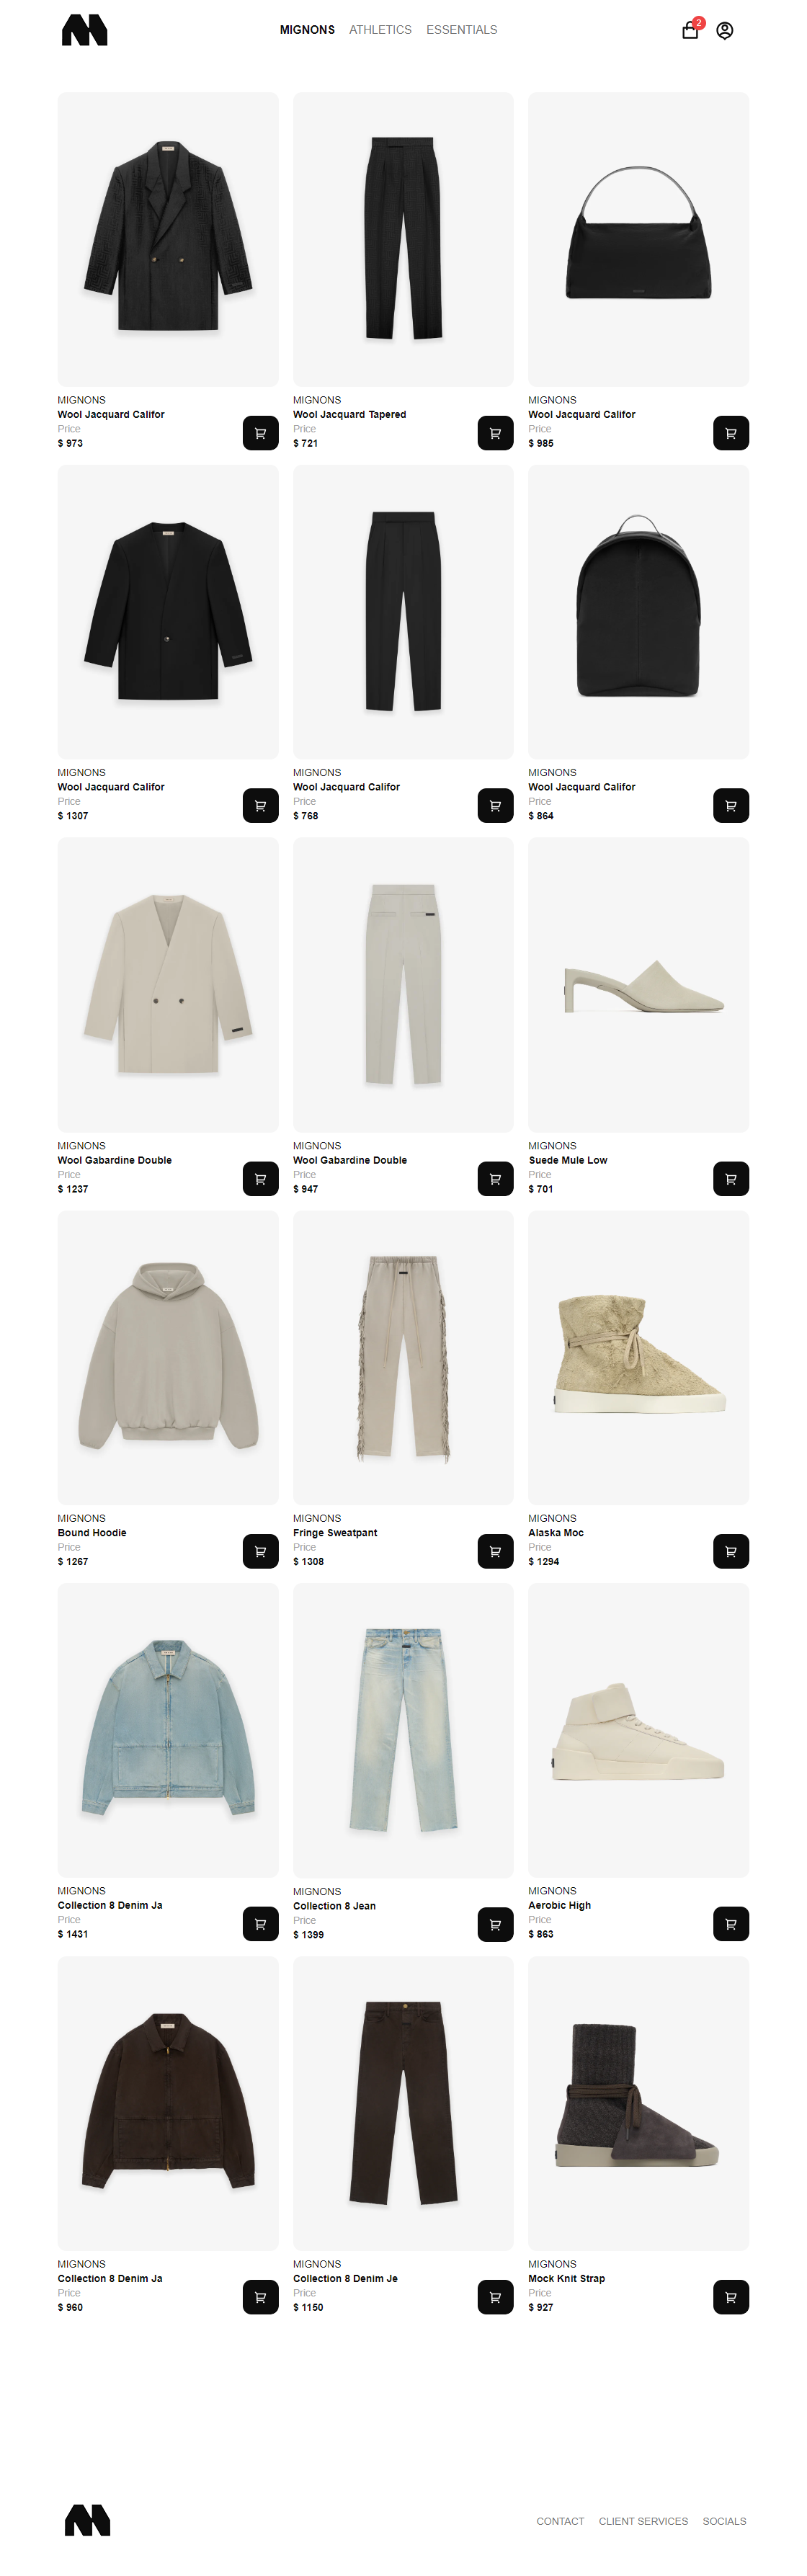 MIGNONS ATHLETICS ESSENTIALS 2
MIGNONS
Wool Jacquard Califor
Price
$ 973
MIGNONS
Wool Jacquard Tapered
Price
$ 721
MIGNONS
Wool Jacquard Califor
Price
$ 985
MIGNONS
Wool Jacquard Califor
Price
$ 1307
MIGNONS
Wool Jacquard Califor
Price
$ 768
MIGNONS
Wool Jacquard Califor
Price
$ 864
MIGNONS
Wool Gabardine Double
Price
$ 1237
MIGNONS
Wool Gabardine Double
Price
$ 947
MIGNONS
Suede Mule Low
Price
$ 701
MIGNONS
Bound Hoodie
Price
$ 1267
MIGNONS
Fringe Sweatpant
Price
$ 1308
MIGNONS
Alaska Moc
Price
$ 1294
MIGNONS
Collection 8 Denim Ja
Price
$ 1431
MIGNONS
Collection 8 Jean
Price
$ 1399
MIGNONS
Aerobic High
Price
$ 863
MIGNONS
Collection 8 Denim Ja
Price
$ 960
MIGNONS
Collection 8 Denim Je
Price
$ 1150
MIGNONS
Mock Knit Strap
Price
$ 927
CONTACT CLIENT SERVICES SOCIALS